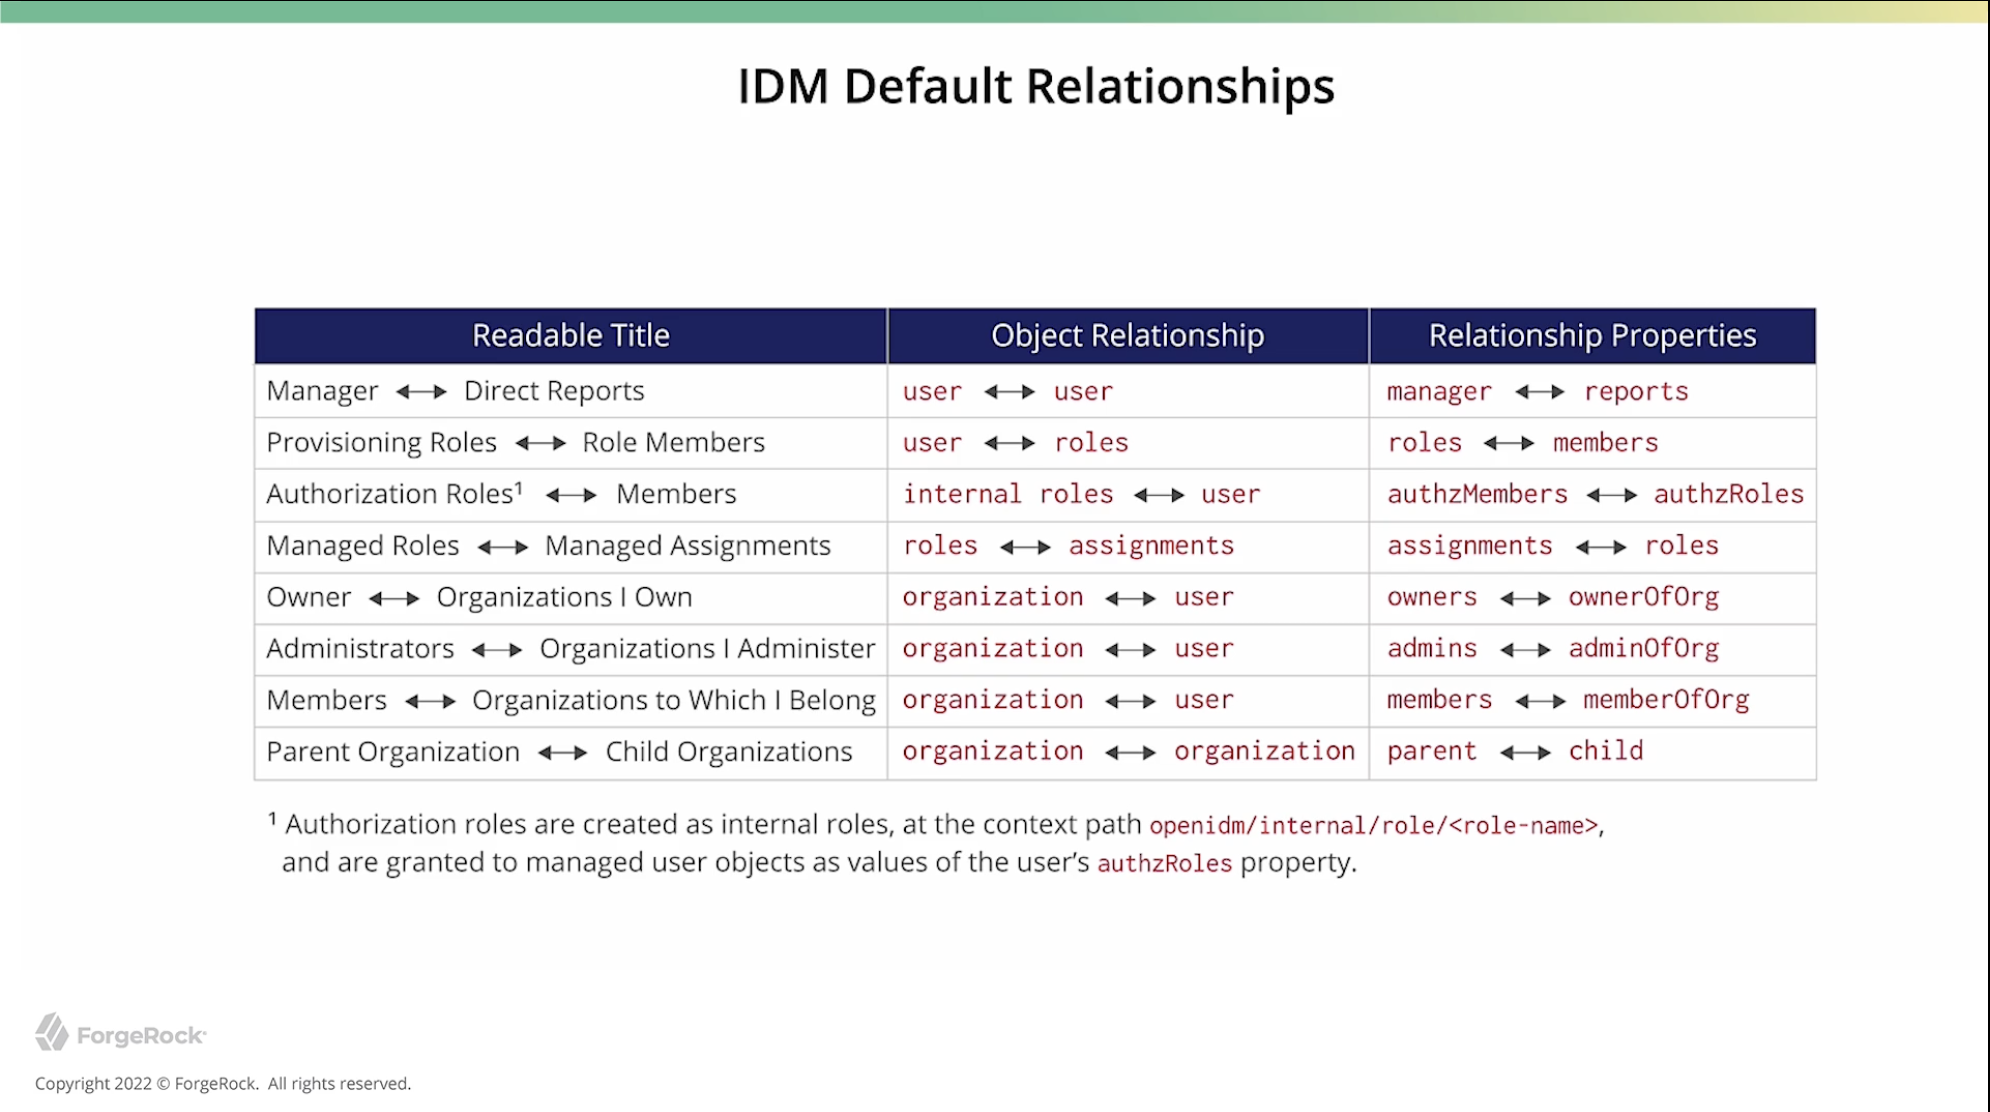 IDM Default Relationships
Readable Title Object Relationship Relationship Properties
Manager ⟷ Direct Reports user ⟷ user manager ⟷ reports
Provisioning Roles ⟷ Role Members user ⟷ roles roles ⟷ members
Authorization Roles¹ ⟷ Members internal roles ⟷ user authzMembers ⟷ authzRoles
Managed Roles ⟷ Managed Assignments roles ⟷ assignments assignments ⟷ roles
Owner ⟷ Organizations I Own organization ⟷ user owners ⟷ ownerOfOrg
Administrators ⟷ Organizations I Administer organization ⟷ user admins ⟷ adminOfOrg
Members ⟷ Organizations to Which I Belong organization ⟷ user members ⟷ memberOfOrg
Parent Organization ⟷ Child Organizations organization ⟷ organization parent ⟷ child
¹ Authorization roles are created as internal roles, at the context path openidm/internal/role/<role-name>,
and are granted to managed user objects as values of the user’s authzRoles property.
ForgeRock
Copyright 2022 © ForgeRock. All rights reserved.